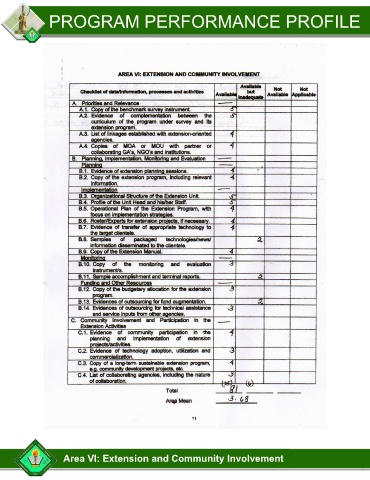 PROGRAM PERFORMANCE PROFILE
AREA VI: EXTENSION AND COMMUNITY INVOLVEMENT
Checklist of data/information, processes and activities Available Available but Inadequate Not Available Not Applicable
A. Priorities and Relevance —
A.1. Copy of the benchmark survey instrument. 5
A.2. Evidence of complementation between the 5
curriculum of the program under survey and its
extension program.
A.3. List of linkages established with extension-oriented 4
agencies.
A.4. Copies of MOA or MOU with partner or 4
collaborating GA's, NGO's and institutions.
B. Planning, Implementation, Monitoring and Evaluation —
Planning —
B.1. Evidence of extension planning sessions. 4
B.2. Copy of the extension program, including relevant 4
information.
Implementation —
B.3. Organizational Structure of the Extension Unit. 5
B.4. Profile of the Unit Head and his/her Staff. 5
B.5. Operational Plan of the Extension Program, with 4
focus on implementation strategies.
B.6. Roster/Experts for extension projects, if necessary. 4
B.7. Evidence of transfer of appropriate technology to 4
the target clientele.
B.8. Samples of packaged technologies/news/ 2
information disseminated to the clientele.
B.9. Copy of the Extension Manual. 4
Monitoring —
B.10. Copy of the monitoring and evaluation 3
instrument/s.
B.11. Sample accomplishment and terminal reports. 2
Funding and Other Resources —
B.12. Copy of the budgetary allocation for the extension 3
program.
B.13. Evidences of outsourcing for fund augmentation. 2
B.14. Evidences of outsourcing for technical assistance 3
and service inputs from other agencies.
C. Community Involvement and Participation in the —
Extension Activities
C.1. Evidence of community participation in the 4
planning and implementation of extension
projects/activities.
C.2. Evidence of technology adoption, utilization and 3
commercialization.
C.3. Copy of a long-term sustainable extension program, 4
e.g. community development projects, etc.
C.4. List of collaborating agencies, including the nature 3
of collaboration.
(6)
Total 81
Area Mean 3.68
11
Area VI: Extension and Community Involvement